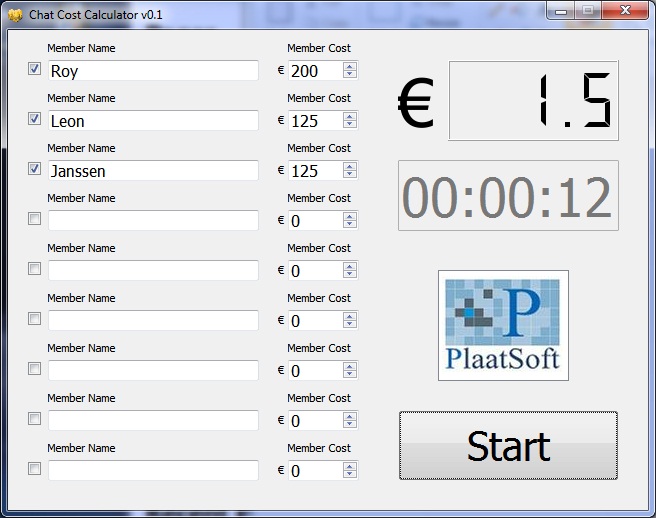 Chat Cost Calculator v0.1
Member Name Member Cost
Roy € 200
Member Name Member Cost
Leon € 125
Member Name Member Cost
Janssen € 125
Member Name Member Cost
€ 0
Member Name Member Cost
€ 0
Member Name Member Cost
€ 0
Member Name Member Cost
€ 0
Member Name Member Cost
€ 0
Member Name Member Cost
€ 0
€ 1.5
00:00:12
P
PlaatSoft
Start